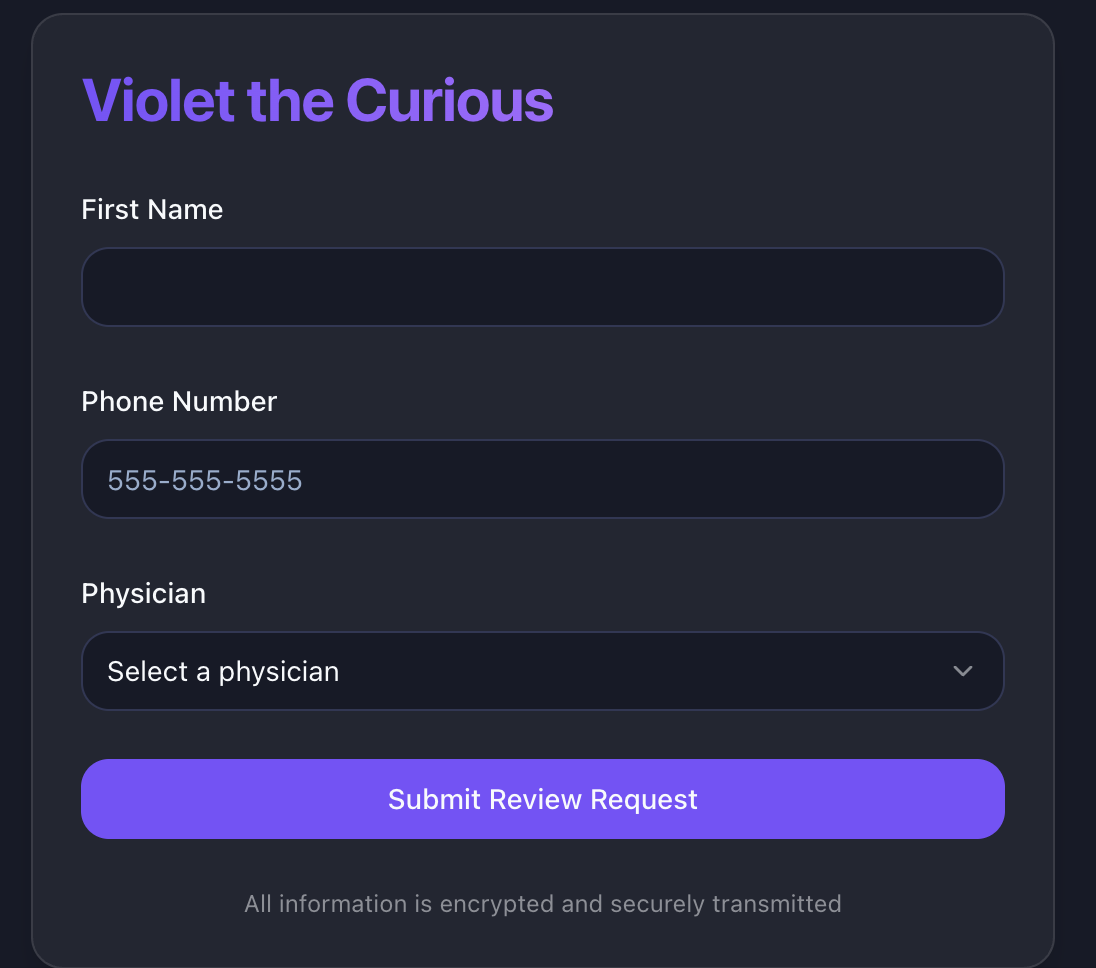 Violet the Curious
First Name
Phone Number
555-555-5555
Physician
Select a physician
Submit Review Request
All information is encrypted and securely transmitted